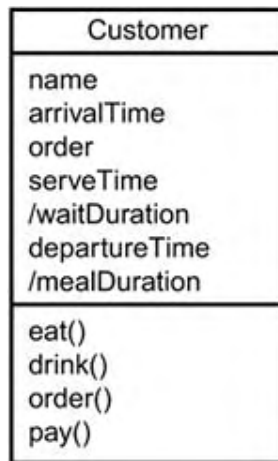 Customer
name
arrivalTime
order
serveTime
/waitDuration
departureTime
/mealDuration
eat()
drink()
order()
pay()